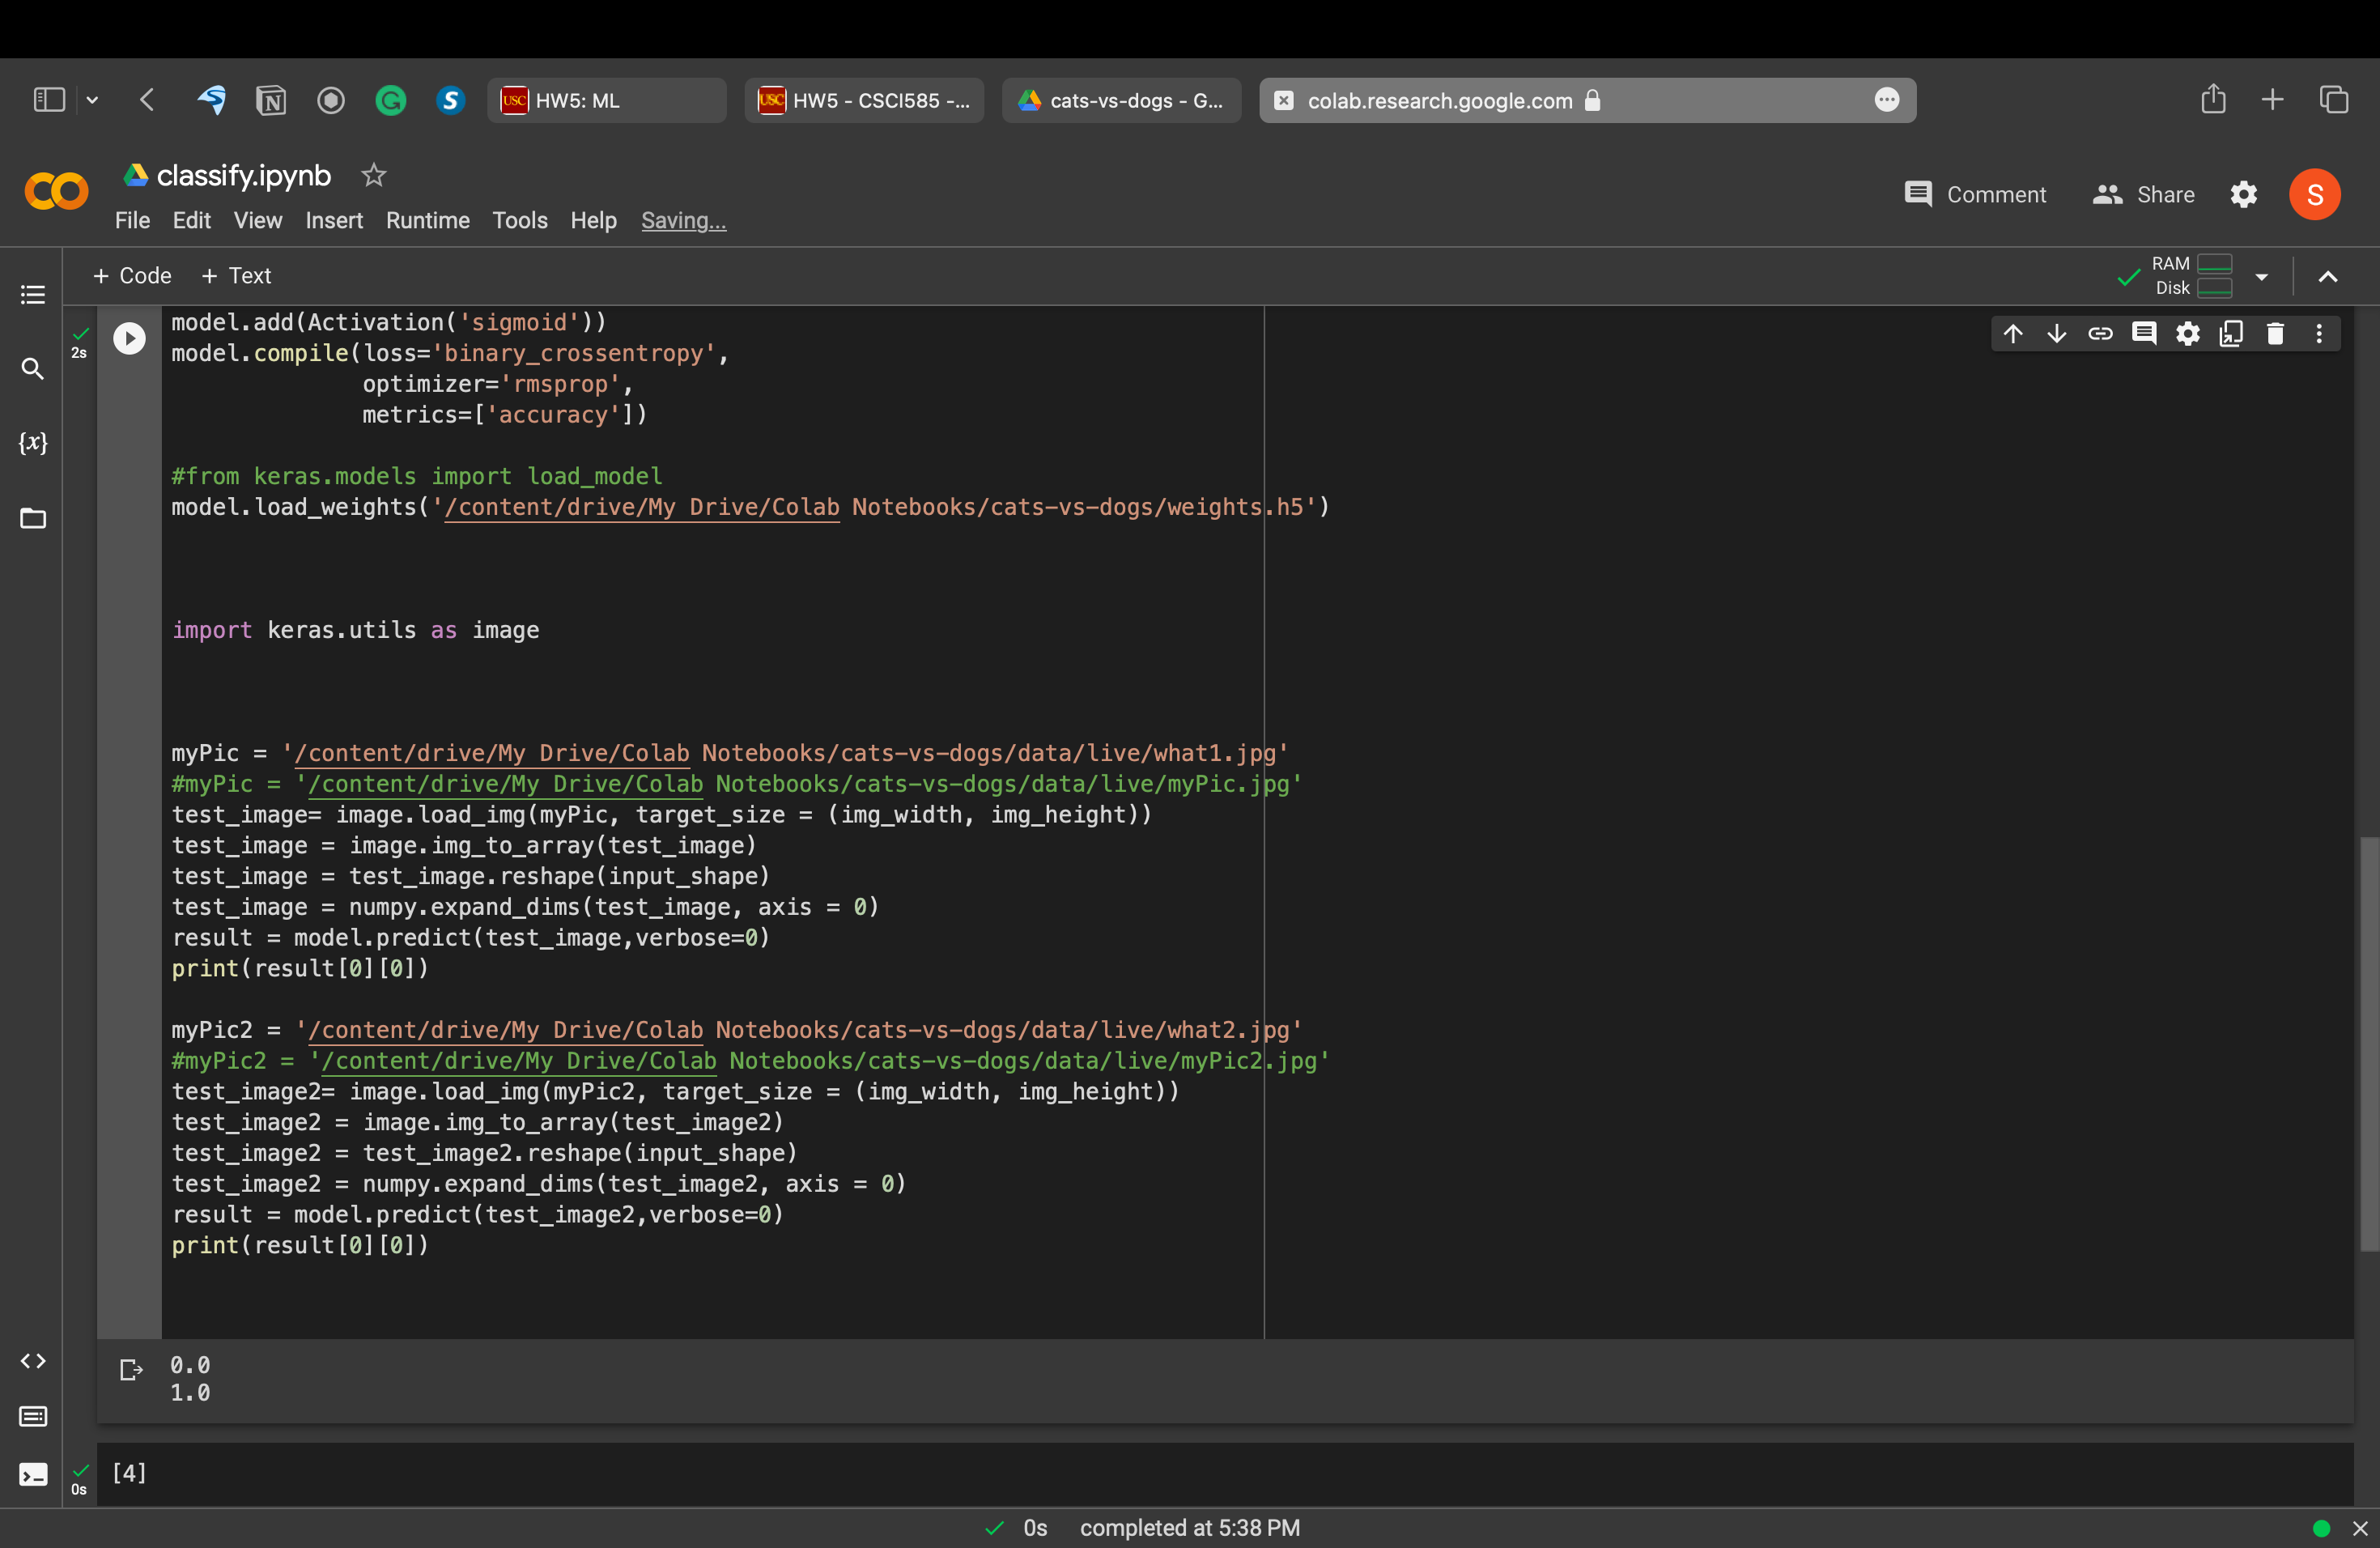 USC HW5: ML
USC HW5 - CSCI585 -...
cats-vs-dogs - G...
colab.research.google.com
classify.ipynb
File Edit View Insert Runtime Tools Help Saving...
Comment Share S
+ Code + Text
RAM
Disk
2s
model.add(Activation('sigmoid'))
model.compile(loss='binary_crossentropy',
              optimizer='rmsprop',
              metrics=['accuracy'])
#from keras.models import load_model
model.load_weights('/content/drive/My Drive/Colab Notebooks/cats-vs-dogs/weights.h5')
{x}
import keras.utils as image
myPic = '/content/drive/My Drive/Colab Notebooks/cats-vs-dogs/data/live/what1.jpg'
#myPic = '/content/drive/My Drive/Colab Notebooks/cats-vs-dogs/data/live/myPic.jpg'
test_image= image.load_img(myPic, target_size = (img_width, img_height))
test_image = image.img_to_array(test_image)
test_image = test_image.reshape(input_shape)
test_image = numpy.expand_dims(test_image, axis = 0)
result = model.predict(test_image,verbose=0)
print(result[0][0])
myPic2 = '/content/drive/My Drive/Colab Notebooks/cats-vs-dogs/data/live/what2.jpg'
#myPic2 = '/content/drive/My Drive/Colab Notebooks/cats-vs-dogs/data/live/myPic2.jpg'
test_image2= image.load_img(myPic2, target_size = (img_width, img_height))
test_image2 = image.img_to_array(test_image2)
test_image2 = test_image2.reshape(input_shape)
test_image2 = numpy.expand_dims(test_image2, axis = 0)
result = model.predict(test_image2,verbose=0)
print(result[0][0])
0.0
1.0
[4]
0s
0s completed at 5:38 PM